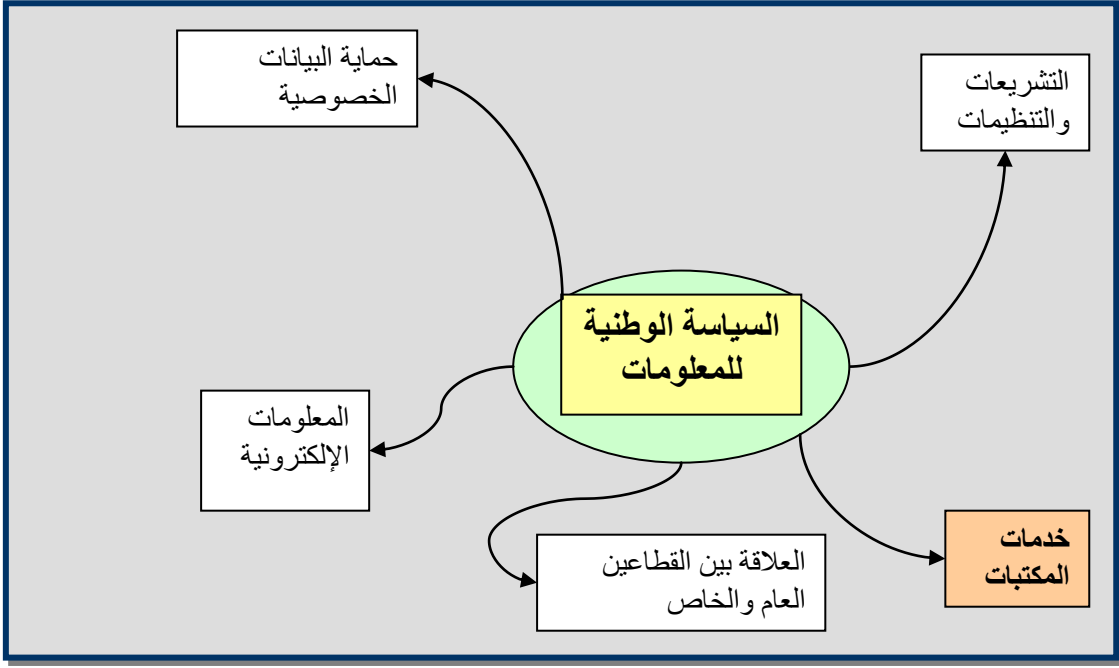 حماية البيانات
الخصوصية
التشريعات
والتنظيمات
السياسة الوطنية
للمعلومات
المعلومات
الإلكترونية
العلاقة بين القطاعين
العام والخاص
خدمات
المكتبات